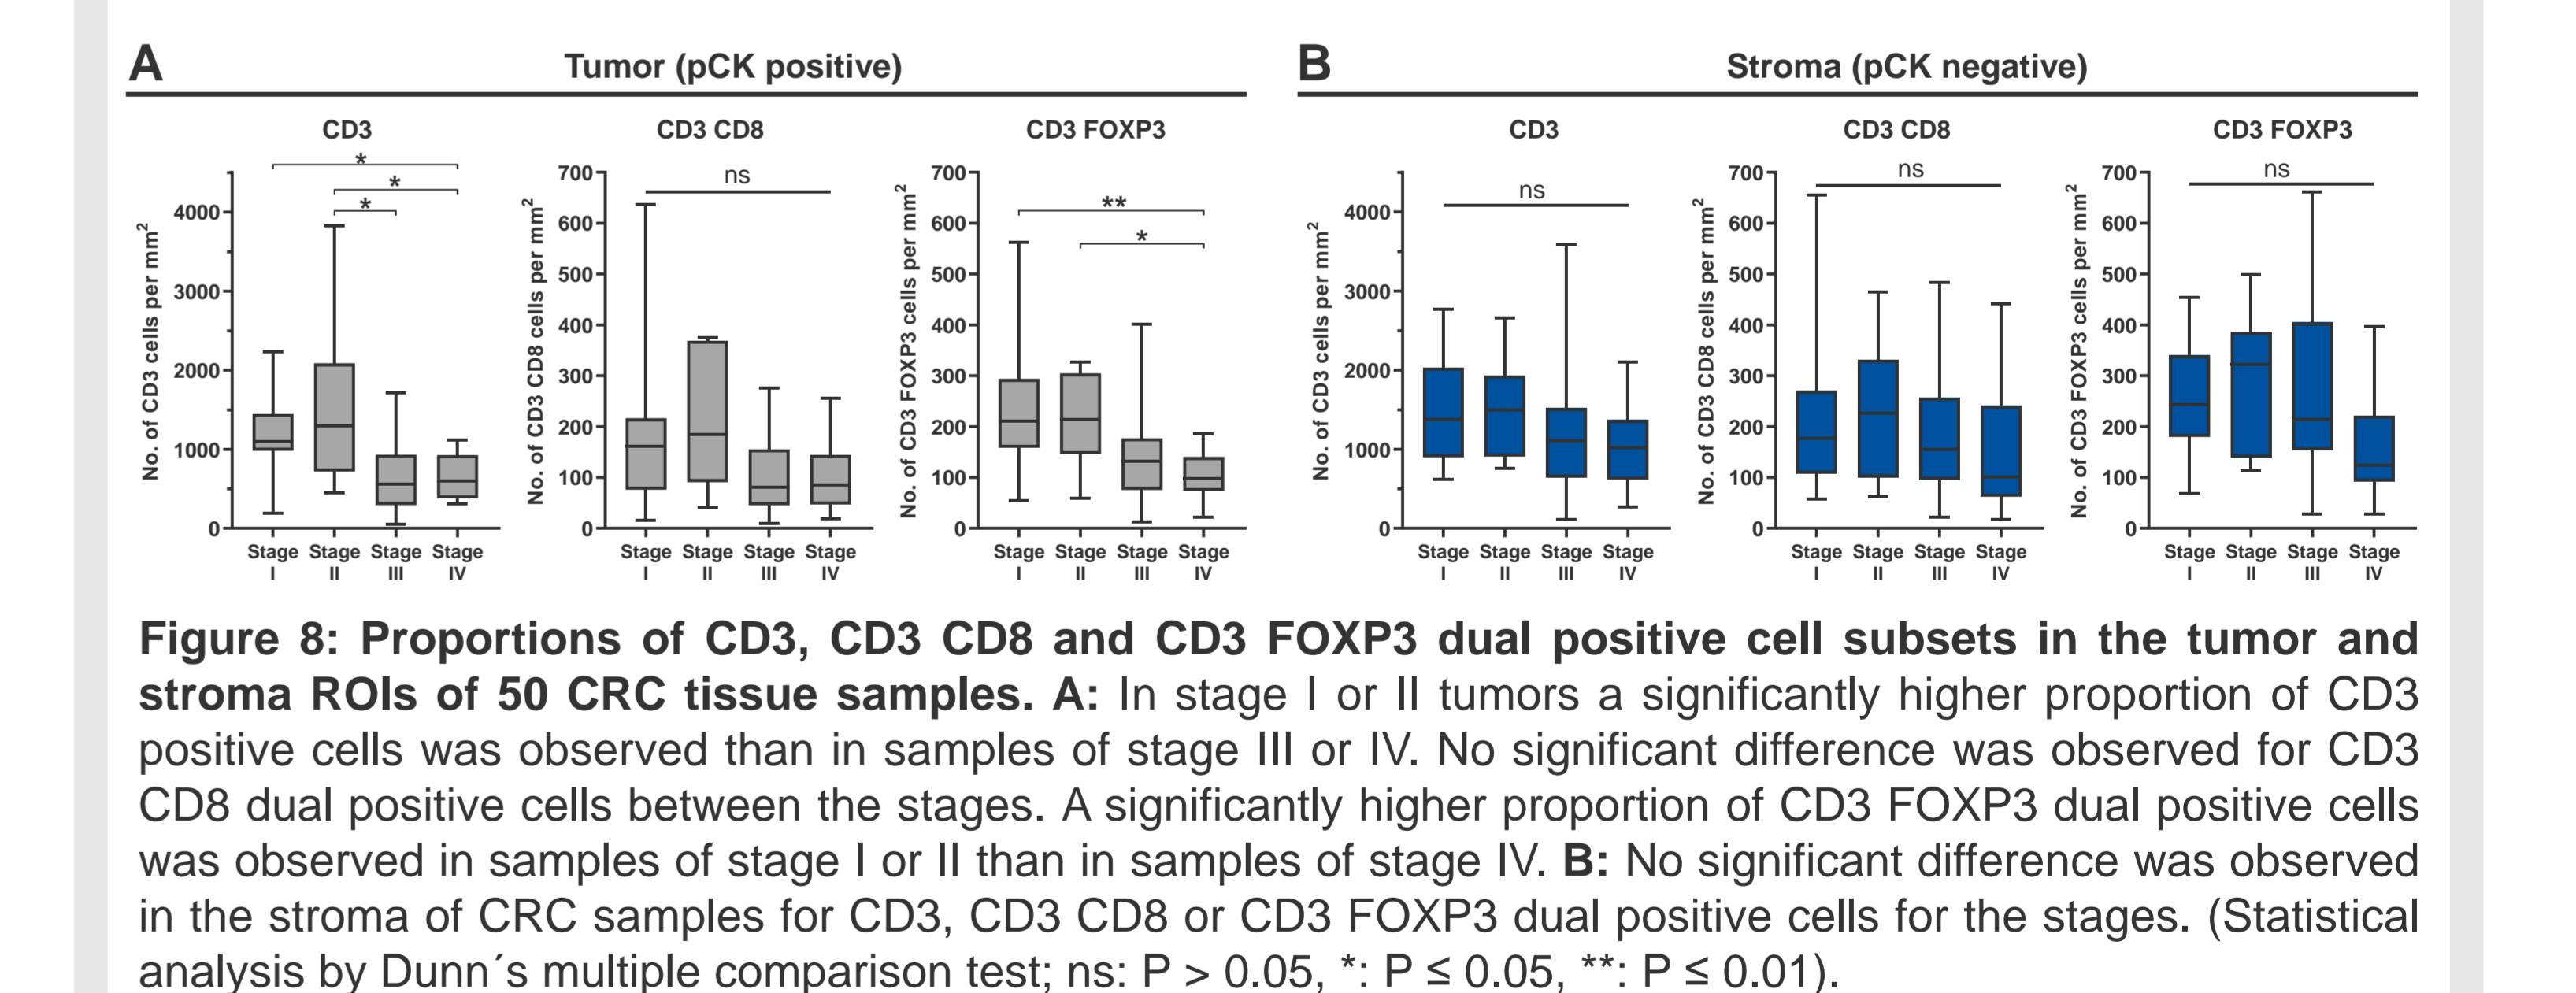 A
Tumor (pCK positive)
CD3
*
*
*
No. of CD3 cells per mm²
4000
3000
2000
1000
0
Stage I
Stage II
Stage III
Stage IV
CD3 CD8
ns
No. of CD3 CD8 cells per mm²
700
600
500
400
300
200
100
0
Stage I
Stage II
Stage III
Stage IV
CD3 FOXP3
**
*
No. of CD3 FOXP3 cells per mm²
700
600
500
400
300
200
100
0
Stage I
Stage II
Stage III
Stage IV
B
Stroma (pCK negative)
CD3
ns
No. of CD3 cells per mm²
4000
3000
2000
1000
0
Stage I
Stage II
Stage III
Stage IV
CD3 CD8
ns
No. of CD3 CD8 cells per mm²
700
600
500
400
300
200
100
0
Stage I
Stage II
Stage III
Stage IV
CD3 FOXP3
ns
No. of CD3 FOXP3 cells per mm²
700
600
500
400
300
200
100
0
Stage I
Stage II
Stage III
Stage IV
Figure 8: Proportions of CD3, CD3 CD8 and CD3 FOXP3 dual positive cell subsets in the tumor and
stroma ROIs of 50 CRC tissue samples. A: In stage I or II tumors a significantly higher proportion of CD3
positive cells was observed than in samples of stage III or IV. No significant difference was observed for CD3
CD8 dual positive cells between the stages. A significantly higher proportion of CD3 FOXP3 dual positive cells
was observed in samples of stage I or II than in samples of stage IV. B: No significant difference was observed
in the stroma of CRC samples for CD3, CD3 CD8 or CD3 FOXP3 dual positive cells for the stages. (Statistical
analysis by Dunn´s multiple comparison test; ns: P > 0.05, *: P ≤ 0.05, **: P ≤ 0.01).